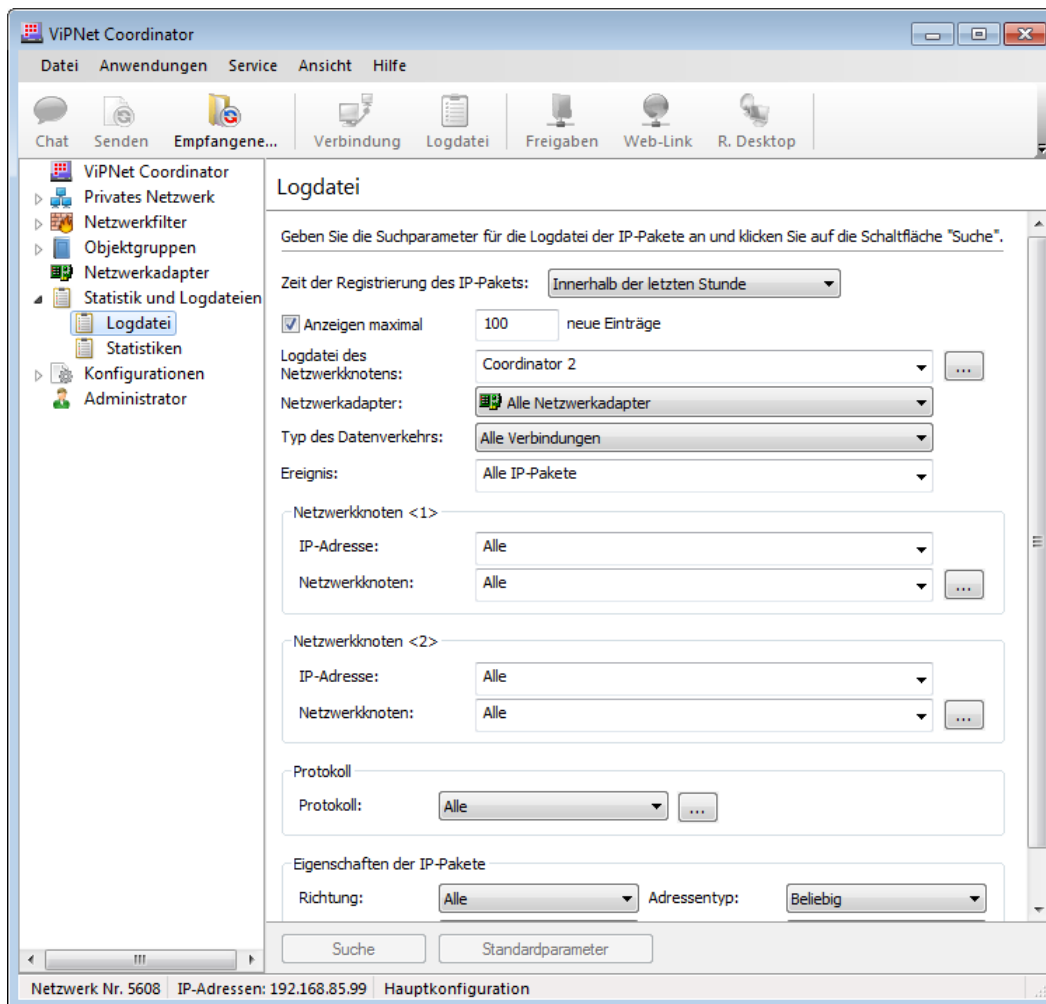 ViPNet Coordinator
Datei Anwendungen Service Ansicht Hilfe
Chat Senden Empfangene... Verbindung Logdatei Freigaben Web-Link R. Desktop
ViPNet Coordinator
Privates Netzwerk
Netzwerkfilter
Objektgruppen
Netzwerkadapter
Statistik und Logdateien
Logdatei
Statistiken
Konfigurationen
Administrator
Logdatei
Geben Sie die Suchparameter für die Logdatei der IP-Pakete an und klicken Sie auf die Schaltfläche "Suche".
Zeit der Registrierung des IP-Pakets: Innerhalb der letzten Stunde
Anzeigen maximal 100 neue Einträge
Logdatei des
Netzwerkknotens: Coordinator 2 ...
Netzwerkadapter: Alle Netzwerkadapter
Typ des Datenverkehrs: Alle Verbindungen
Ereignis: Alle IP-Pakete
Netzwerkknoten <1>
IP-Adresse: Alle
Netzwerkknoten: Alle ...
Netzwerkknoten <2>
IP-Adresse: Alle
Netzwerkknoten: Alle ...
Protokoll
Protokoll: Alle ...
Eigenschaften der IP-Pakete
Richtung: Alle Adressentyp: Beliebig
Suche Standardparameter
Netzwerk Nr. 5608 IP-Adressen: 192.168.85.99 Hauptkonfiguration